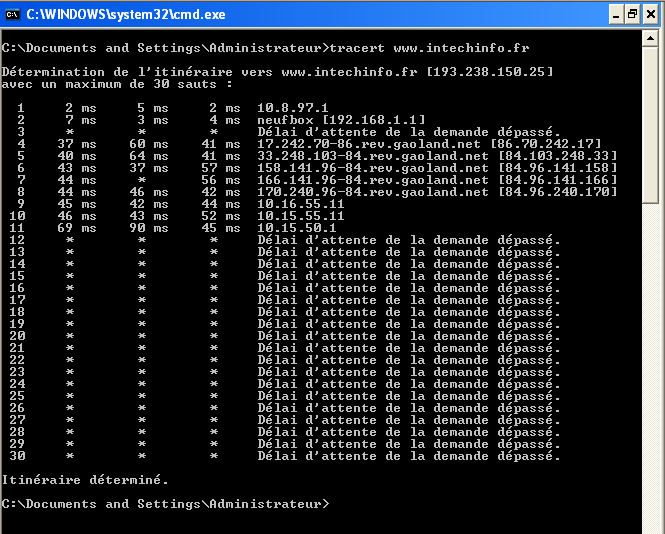 C:\WINDOWS\system32\cmd.exe
C:\Documents and Settings\Administrateur>tracert www.intechinfo.fr
Détermination de l'itinéraire vers www.intechinfo.fr [193.238.150.25]
avec un maximum de 30 sauts :
1 2 ms 5 ms 2 ms 10.8.97.1
2 7 ms 3 ms 4 ms neufbox [192.168.1.1]
3 * * * Délai d'attente de la demande dépassé.
4 37 ms 60 ms 41 ms 17.242.70-86.rev.gaoland.net [86.70.242.17]
5 40 ms 64 ms 41 ms 33.248.103-84.rev.gaoland.net [84.103.248.33]
6 43 ms 37 ms 57 ms 158.141.96-84.rev.gaoland.net [84.96.141.158]
7 44 ms * 56 ms 166.141.96-84.rev.gaoland.net [84.96.141.166]
8 44 ms 46 ms 42 ms 170.240.96-84.rev.gaoland.net [84.96.240.170]
9 45 ms 42 ms 44 ms 10.16.55.11
10 46 ms 43 ms 52 ms 10.15.55.11
11 69 ms 90 ms 45 ms 10.15.50.1
12 * * * Délai d'attente de la demande dépassé.
13 * * * Délai d'attente de la demande dépassé.
14 * * * Délai d'attente de la demande dépassé.
15 * * * Délai d'attente de la demande dépassé.
16 * * * Délai d'attente de la demande dépassé.
17 * * * Délai d'attente de la demande dépassé.
18 * * * Délai d'attente de la demande dépassé.
19 * * * Délai d'attente de la demande dépassé.
20 * * * Délai d'attente de la demande dépassé.
21 * * * Délai d'attente de la demande dépassé.
22 * * * Délai d'attente de la demande dépassé.
23 * * * Délai d'attente de la demande dépassé.
24 * * * Délai d'attente de la demande dépassé.
25 * * * Délai d'attente de la demande dépassé.
26 * * * Délai d'attente de la demande dépassé.
27 * * * Délai d'attente de la demande dépassé.
28 * * * Délai d'attente de la demande dépassé.
29 * * * Délai d'attente de la demande dépassé.
30 * * * Délai d'attente de la demande dépassé.
Itinéraire déterminé.
C:\Documents and Settings\Administrateur>